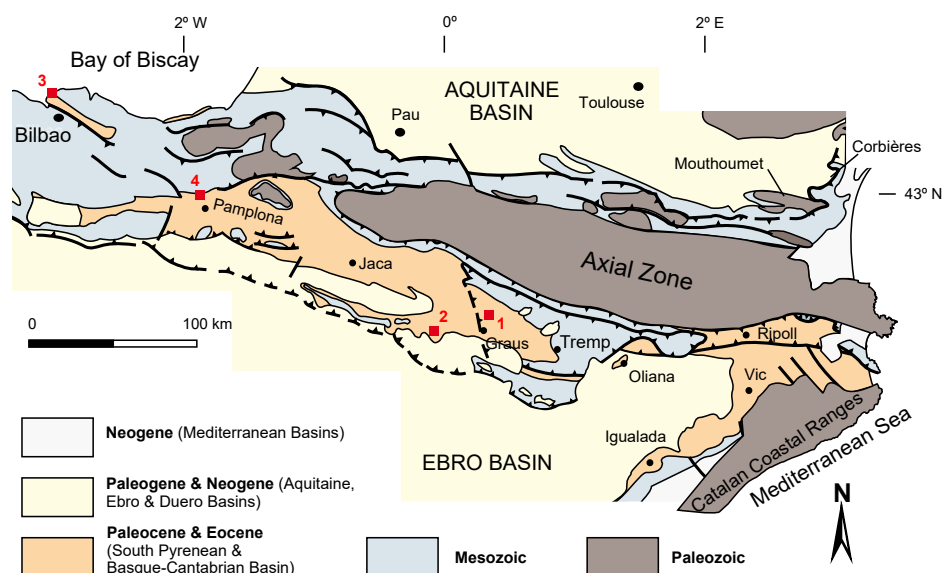 2º W
0º
2º E
Bay of Biscay
3
AQUITAINE
BASIN
Toulouse
Pau
Bilbao
Corbières
Mouthoumet
43º N
4
Pamplona
Jaca
Axial Zone
0
100 km
2
1
Graus
Tremp
Ripoll
Oliana
Vic
Igualada
EBRO BASIN
Catalan Coastal Ranges
Mediterranean Sea
N
Neogene (Mediterranean Basins)
Paleogene & Neogene (Aquitaine,
Ebro & Duero Basins)
Paleocene & Eocene
(South Pyrenean &
Basque-Cantabrian Basin)
Mesozoic
Paleozoic